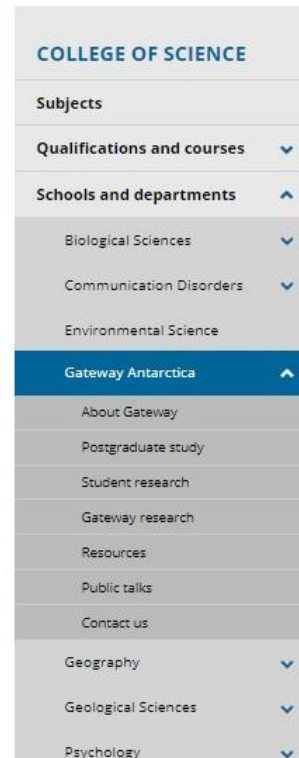 COLLEGE OF SCIENCE
Subjects
Qualifications and courses
Schools and departments
Biological Sciences
Communication Disorders
Environmental Science
Gateway Antarctica
About Gateway
Postgraduate study
Student research
Gateway research
Resources
Public talks
Contact us
Geography
Geological Sciences
Psychology